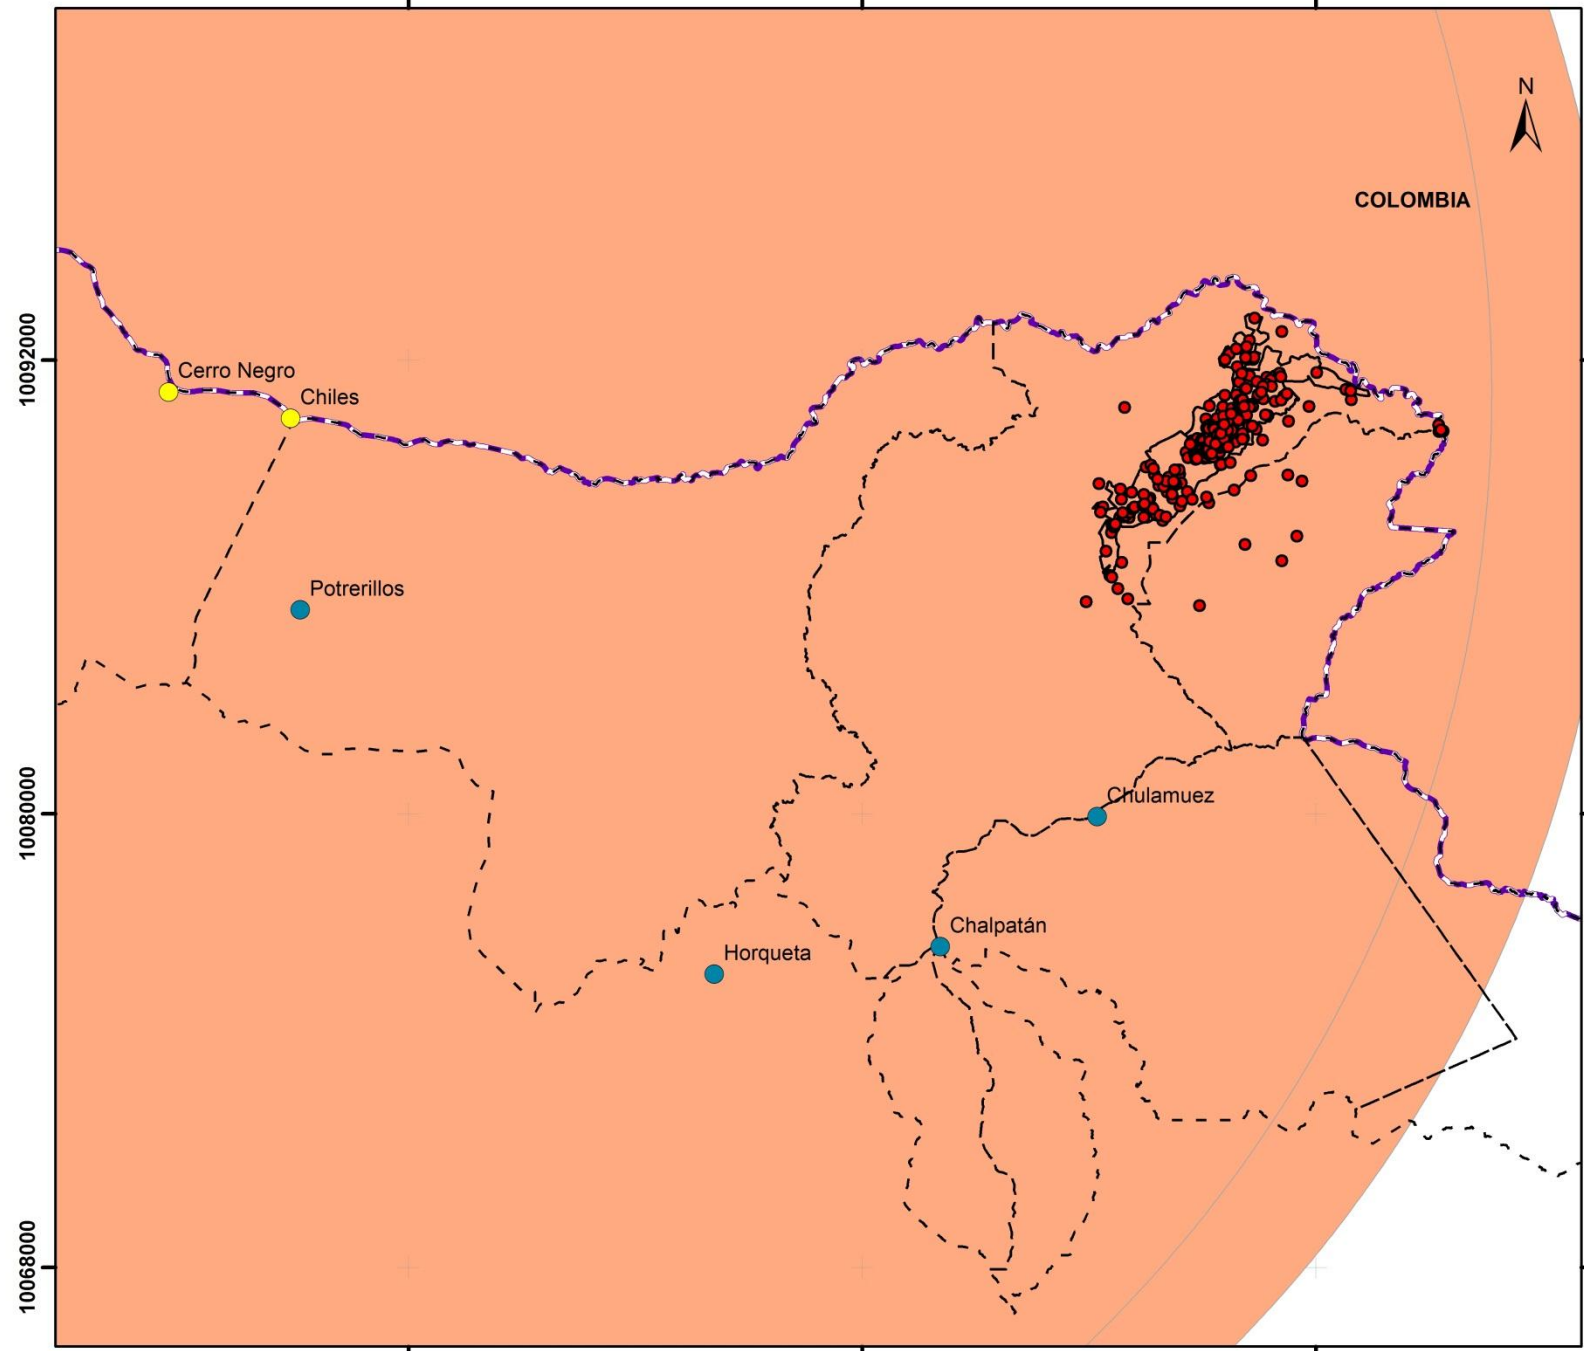 N
COLOMBIA
10092000
Cerro Negro
Chiles
Potrerillos
10080000
Chulamuez
Chalpatán
Horqueta
10068000